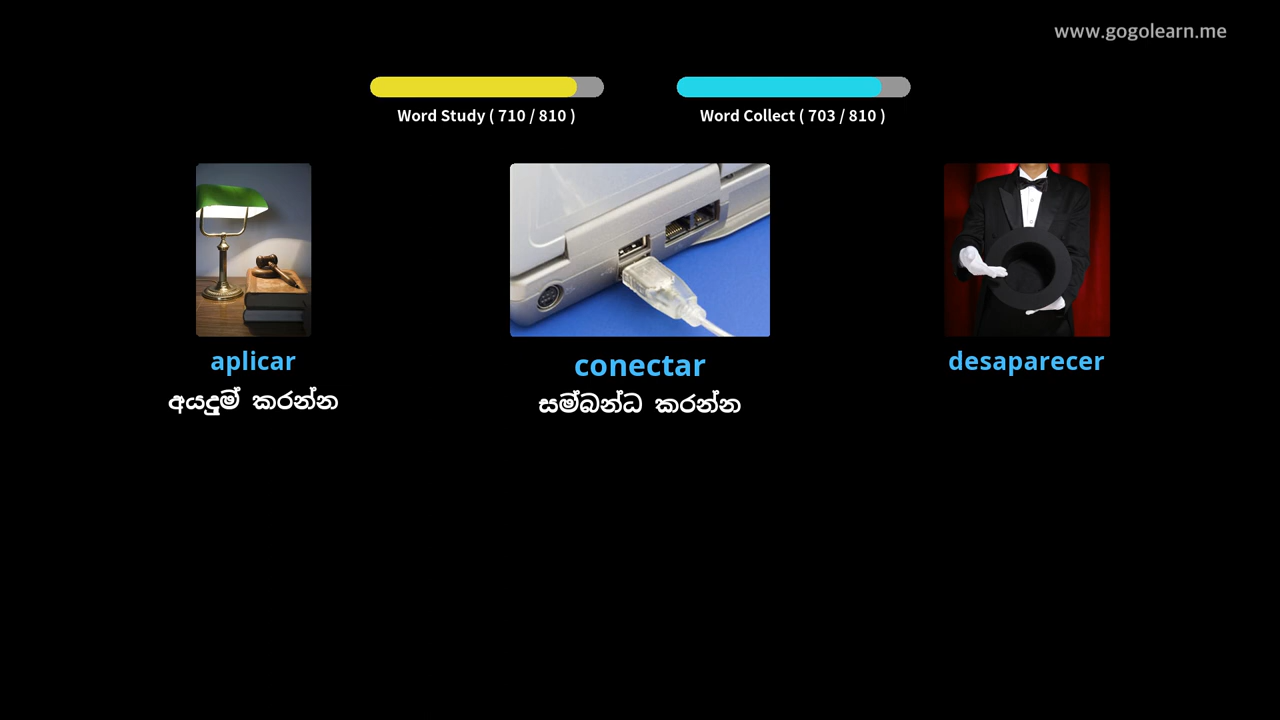 www.gogolearn.me
Word Study ( 710 / 810 )
Word Collect ( 703 / 810 )
aplicar
අයදුම් කරන්න
conectar
සම්බන්ධ කරන්න
desaparecer